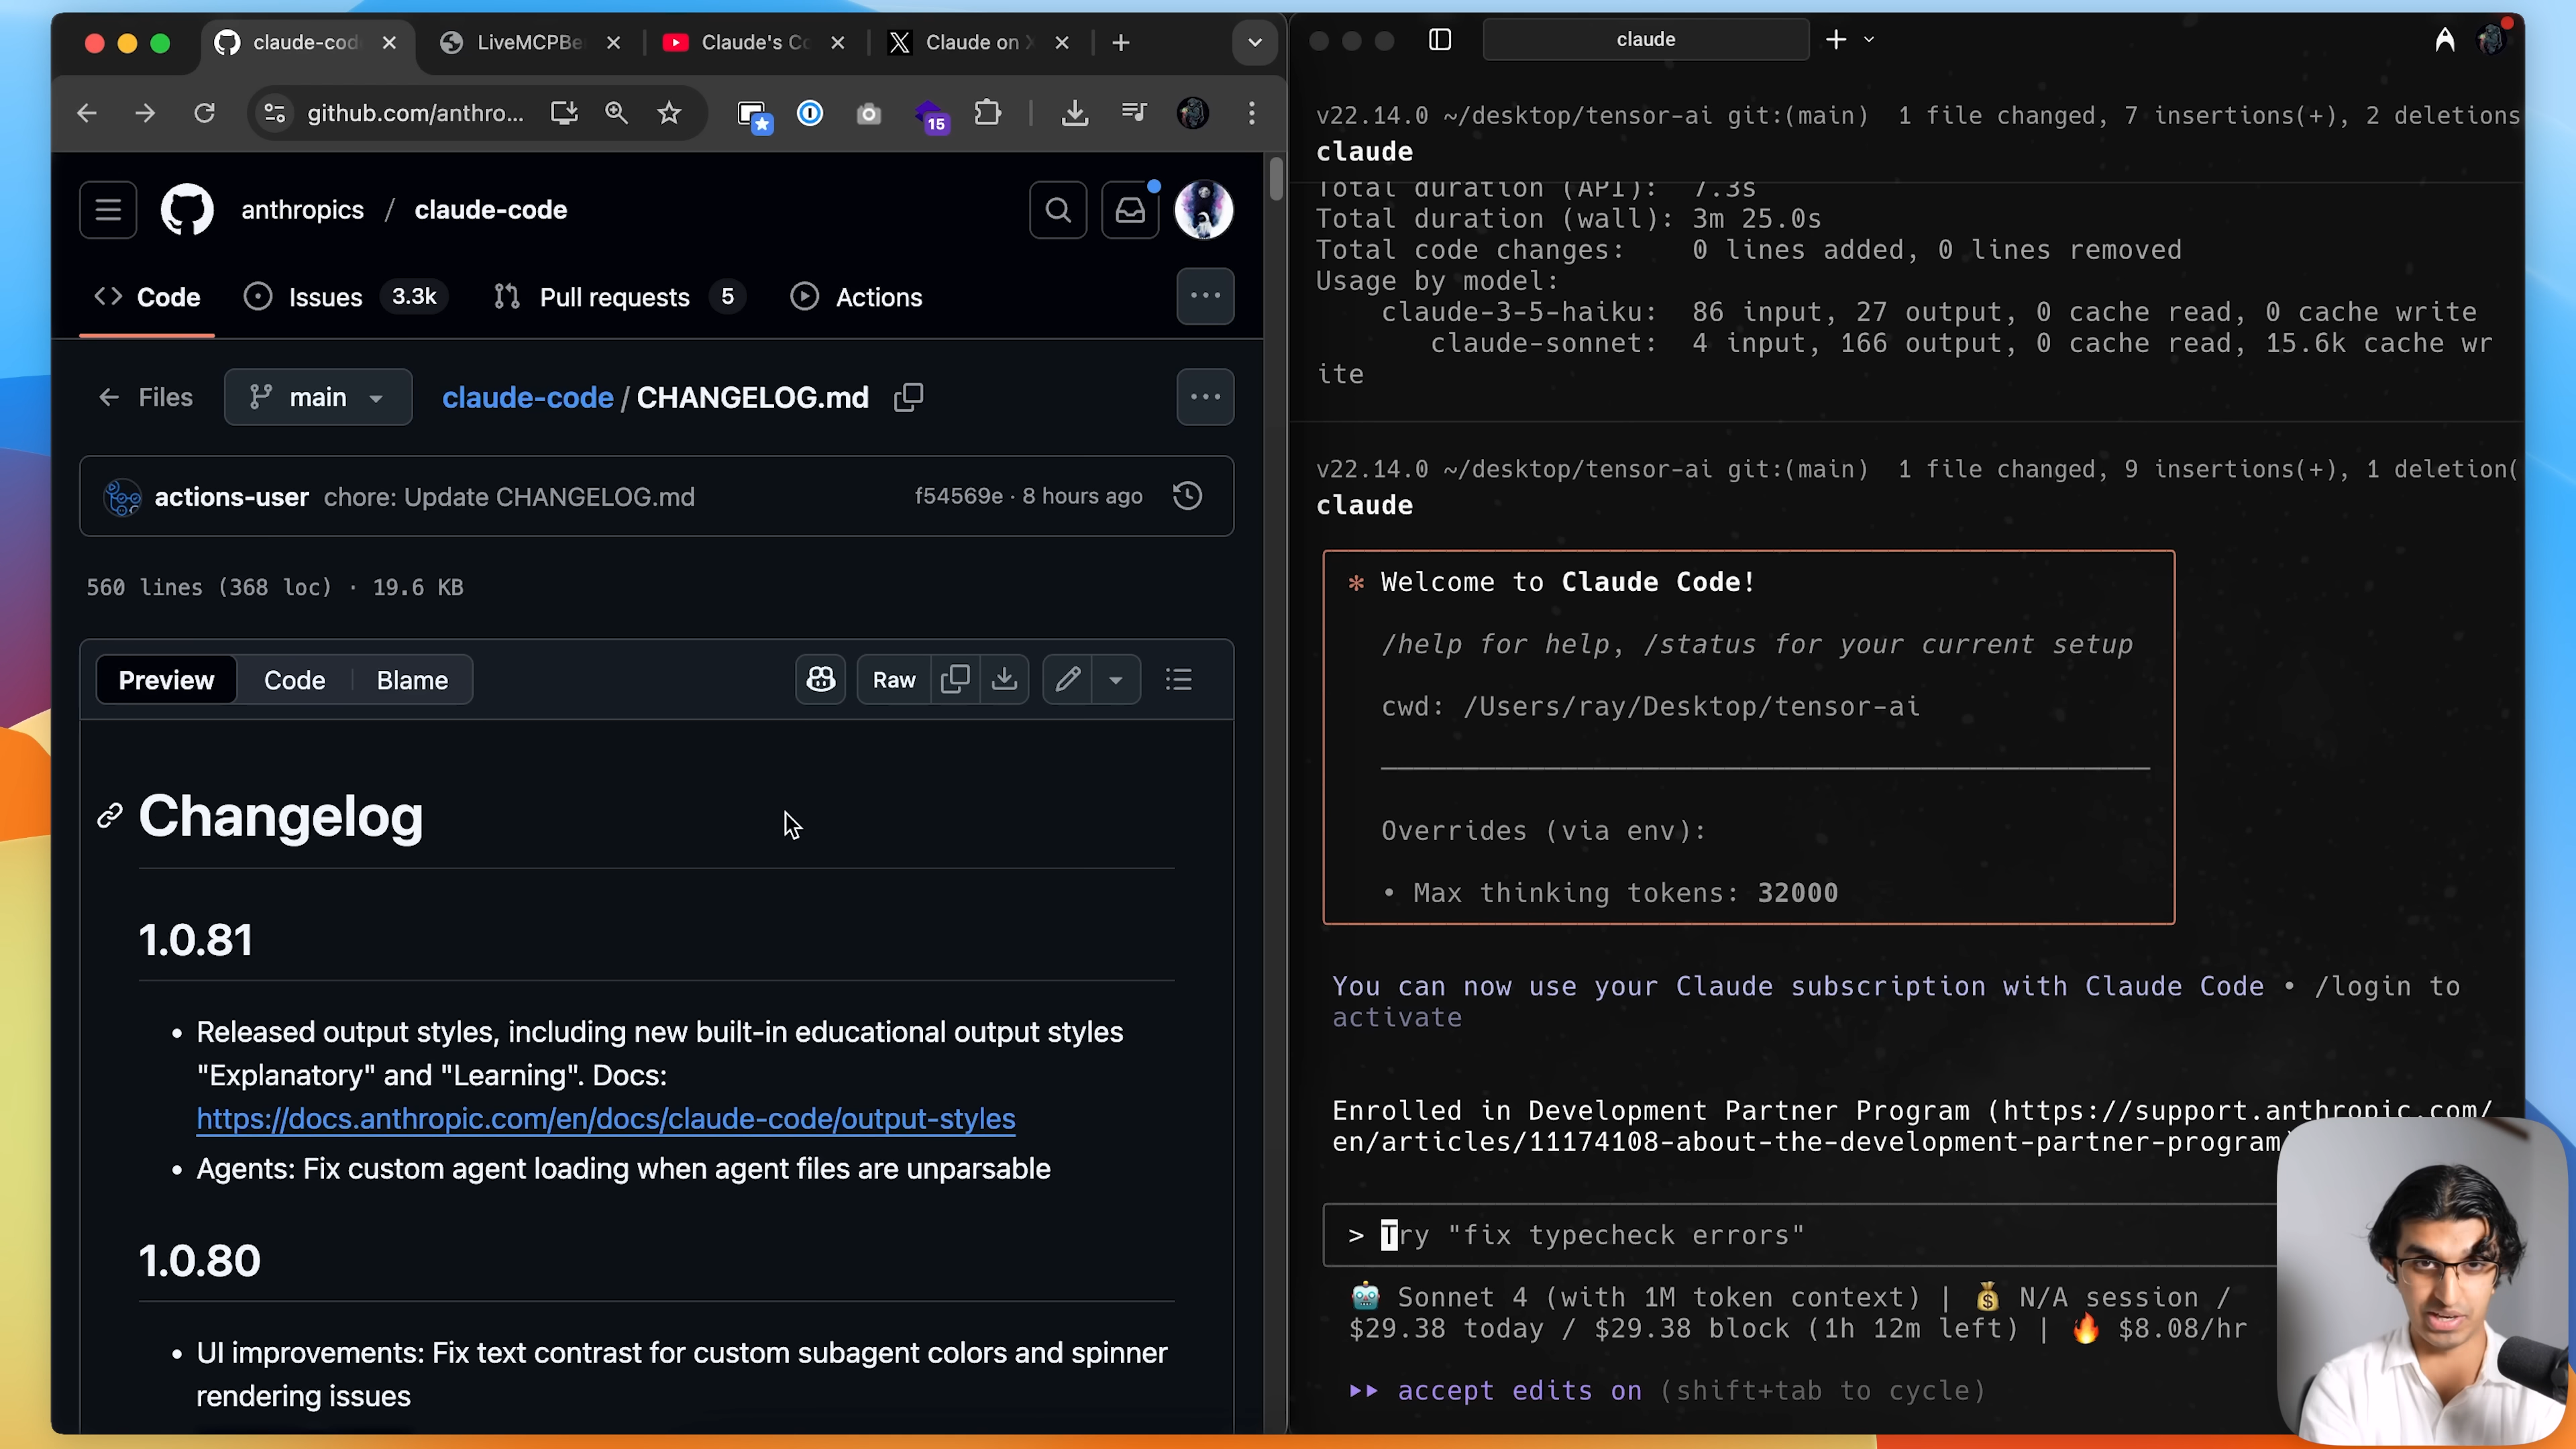 claude-cod
LiveMCPBe
Claude's Co
Claude on X
github.com/anthro...
15
anthropics / claude-code
Code
Issues 3.3k
Pull requests 5
Actions
Files
main
claude-code / CHANGELOG.md
actions-user chore: Update CHANGELOG.md f54569e · 8 hours ago
560 lines (368 loc) · 19.6 KB
Preview
Code
Blame
Raw
Changelog
1.0.81
• Released output styles, including new built-in educational output styles
"Explanatory" and "Learning". Docs:
https://docs.anthropic.com/en/docs/claude-code/output-styles
• Agents: Fix custom agent loading when agent files are unparsable
1.0.80
• UI improvements: Fix text contrast for custom subagent colors and spinner
rendering issues
claude
v22.14.0 ~/desktop/tensor-ai git:(main) 1 file changed, 7 insertions(+), 2 deletions
claude
Total duration (API): 7.3s
Total duration (wall): 3m 25.0s
Total code changes: 0 lines added, 0 lines removed
Usage by model:
claude-3-5-haiku: 86 input, 27 output, 0 cache read, 0 cache write
claude-sonnet: 4 input, 166 output, 0 cache read, 15.6k cache wr
ite
v22.14.0 ~/desktop/tensor-ai git:(main) 1 file changed, 9 insertions(+), 1 deletion(
claude
* Welcome to Claude Code!
/help for help, /status for your current setup
cwd: /Users/ray/Desktop/tensor-ai
Overrides (via env):
• Max thinking tokens: 32000
You can now use your Claude subscription with Claude Code • /login to
activate
Enrolled in Development Partner Program (https://support.anthropic.com/
en/articles/11174108-about-the-development-partner-program)
> Try "fix typecheck errors"
🤖 Sonnet 4 (with 1M token context) | 💰 N/A session /
$29.38 today / $29.38 block (1h 12m left) | 🔥 $8.08/hr
⏵⏵ accept edits on (shift+tab to cycle)